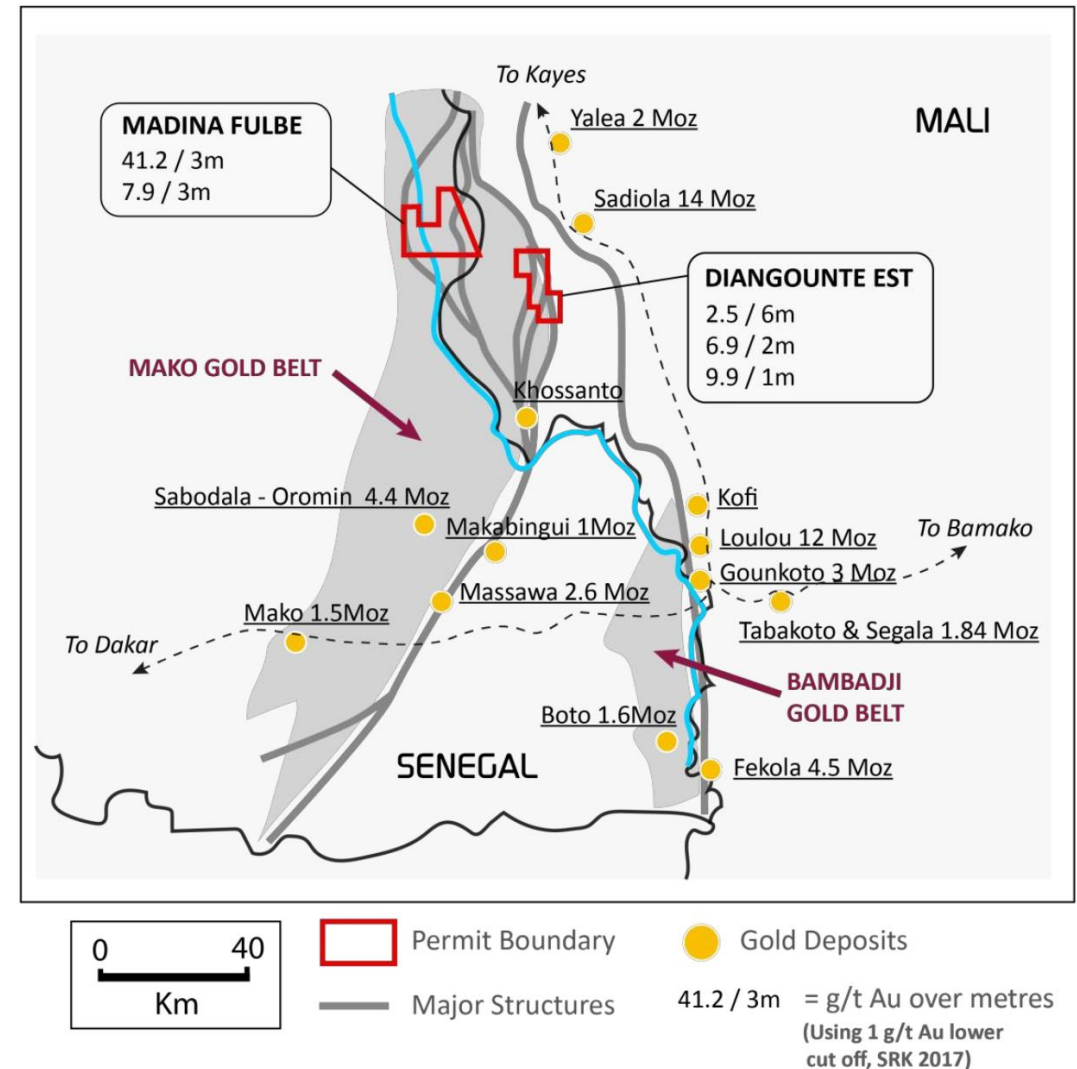 To Kayes
MALI
MADINA FULBE
41.2 / 3m
7.9 / 3m
Yalea 2 Moz
Sadiola 14 Moz
DIANGOUNTE EST
2.5 / 6m
6.9 / 2m
9.9 / 1m
MAKO GOLD BELT
Khossanto
Sabodala - Oromin 4.4 Moz
Kofi
Makabingui 1Moz
Loulou 12 Moz
To Bamako
Gounkoto 3 Moz
Massawa 2.6 Moz
Mako 1.5Moz
Tabakoto & Segala 1.84 Moz
To Dakar
BAMBADJI
GOLD BELT
Boto 1.6Moz
SENEGAL
Fekola 4.5 Moz
0 40
Km
Permit Boundary
Gold Deposits
Major Structures
41.2 / 3m = g/t Au over metres
(Using 1 g/t Au lower
cut off, SRK 2017)